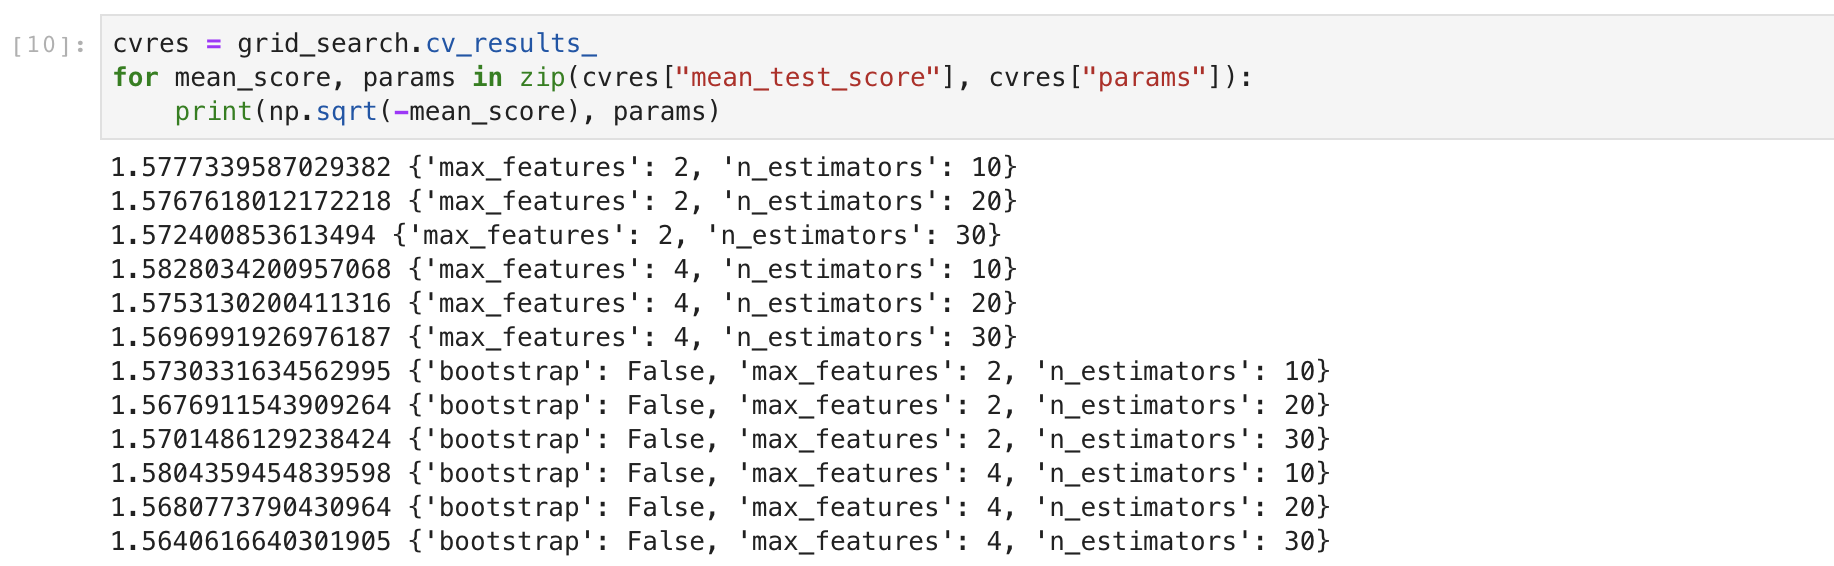 [10]:
cvres = grid_search.cv_results_
for mean_score, params in zip(cvres["mean_test_score"], cvres["params"]):
    print(np.sqrt(-mean_score), params)
1.5777339587029382 {'max_features': 2, 'n_estimators': 10}
1.5767618012172218 {'max_features': 2, 'n_estimators': 20}
1.572400853613494 {'max_features': 2, 'n_estimators': 30}
1.5828034200957068 {'max_features': 4, 'n_estimators': 10}
1.5753130200411316 {'max_features': 4, 'n_estimators': 20}
1.5696991926976187 {'max_features': 4, 'n_estimators': 30}
1.5730331634562995 {'bootstrap': False, 'max_features': 2, 'n_estimators': 10}
1.5676911543909264 {'bootstrap': False, 'max_features': 2, 'n_estimators': 20}
1.5701486129238424 {'bootstrap': False, 'max_features': 2, 'n_estimators': 30}
1.5804359454839598 {'bootstrap': False, 'max_features': 4, 'n_estimators': 10}
1.5680773790430964 {'bootstrap': False, 'max_features': 4, 'n_estimators': 20}
1.5640616640301905 {'bootstrap': False, 'max_features': 4, 'n_estimators': 30}